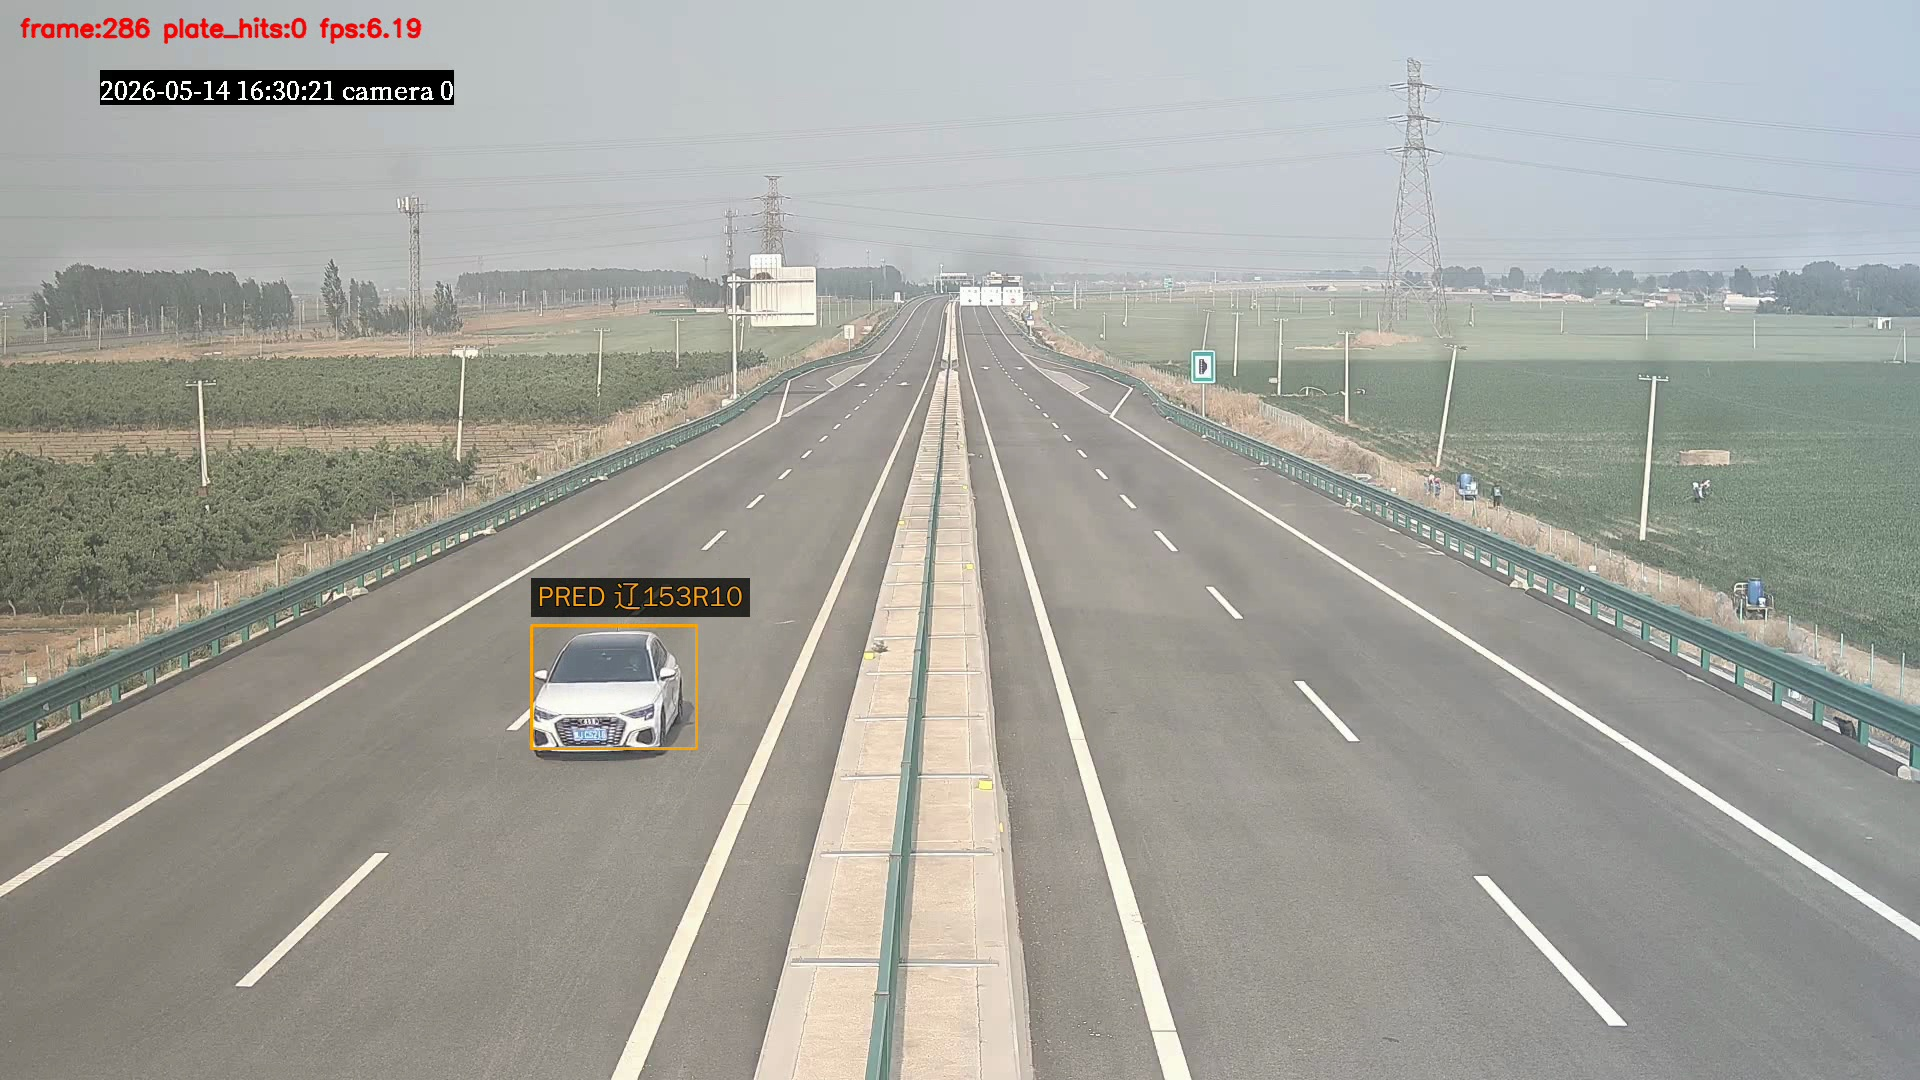 frame:286 plate_hits:0 fps:6.19
2026-05-14 16:30:21 camera 0
PRED 辽153R10